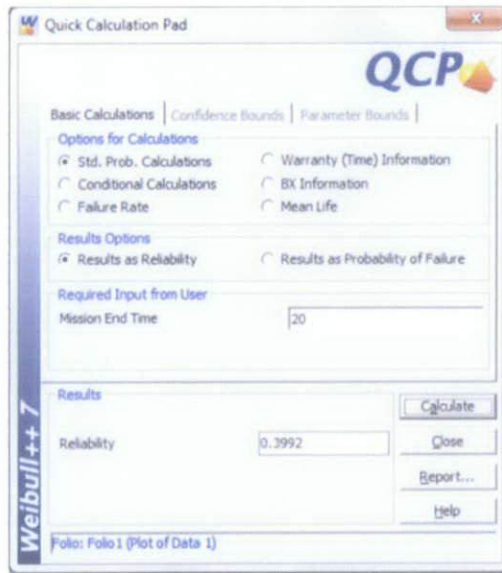 Quick Calculation Pad
QCP
Basic Calculations Confidence Bounds Parameter Bounds
Options for Calculations
Std. Prob. Calculations Warranty (Time) Information
Conditional Calculations BX Information
Failure Rate Mean Life
Results Options
Results as Reliability Results as Probability of Failure
Required Input from User
Mission End Time 20
Results
Calculate
Reliability 0.3992
Close
Report...
Help
Weibull++ 7
Folio: Folio1 (Plot of Data 1)